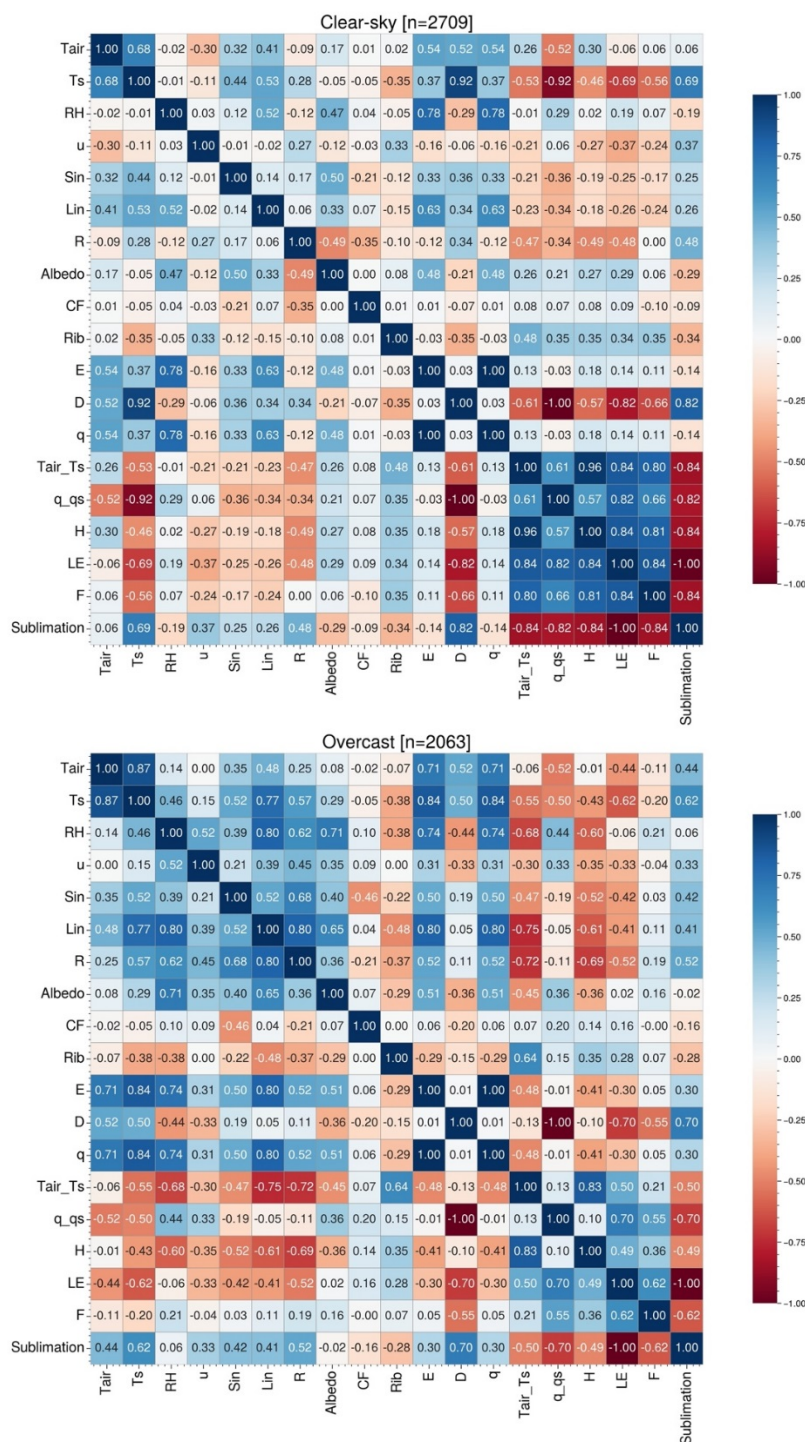 Clear-sky [n=2709]
Tair 1.00 0.68 -0.02 -0.30 0.32 0.41 -0.09 0.17 0.01 0.02 0.54 0.52 0.54 0.26 -0.52 0.30 -0.06 0.06 0.06
Ts 0.68 1.00 -0.01 -0.11 0.44 0.53 0.28 -0.05 -0.05 -0.35 0.37 0.92 0.37 -0.53 -0.92 -0.46 -0.69 -0.56 0.69
RH -0.02 -0.01 1.00 0.03 0.12 0.52 -0.12 0.47 0.04 -0.05 0.78 -0.29 0.78 -0.01 0.29 0.02 0.19 0.07 -0.19
u -0.30 -0.11 0.03 1.00 -0.01 -0.02 0.27 -0.12 -0.03 0.33 -0.16 -0.06 -0.16 -0.21 0.06 -0.27 -0.37 -0.24 0.37
Sin 0.32 0.44 0.12 -0.01 1.00 0.14 0.17 0.50 -0.21 -0.12 0.33 0.36 0.33 -0.21 -0.36 -0.19 -0.25 -0.17 0.25
Lin 0.41 0.53 0.52 -0.02 0.14 1.00 0.06 0.33 0.07 -0.15 0.63 0.34 0.63 -0.23 -0.34 -0.18 -0.26 -0.24 0.26
R -0.09 0.28 -0.12 0.27 0.17 0.06 1.00 -0.49 -0.35 -0.10 -0.12 0.34 -0.12 -0.47 -0.34 -0.49 -0.48 0.00 0.48
Albedo 0.17 -0.05 0.47 -0.12 0.50 0.33 -0.49 1.00 0.00 0.08 0.48 -0.21 0.48 0.26 0.21 0.27 0.29 0.06 -0.29
CF 0.01 -0.05 0.04 -0.03 -0.21 0.07 -0.35 0.00 1.00 0.01 0.01 -0.07 0.01 0.08 0.07 0.08 0.09 -0.10 -0.09
Rib 0.02 -0.35 -0.05 0.33 -0.12 -0.15 -0.10 0.08 0.01 1.00 -0.03 -0.35 -0.03 0.48 0.35 0.35 0.34 0.35 -0.34
E 0.54 0.37 0.78 -0.16 0.33 0.63 -0.12 0.48 0.01 -0.03 1.00 0.03 1.00 0.13 -0.03 0.18 0.14 0.11 -0.14
D 0.52 0.92 -0.29 -0.06 0.36 0.34 0.34 -0.21 -0.07 -0.35 0.03 1.00 0.03 -0.61 -1.00 -0.57 -0.82 -0.66 0.82
q 0.54 0.37 0.78 -0.16 0.33 0.63 -0.12 0.48 0.01 -0.03 1.00 0.03 1.00 0.13 -0.03 0.18 0.14 0.11 -0.14
Tair_Ts 0.26 -0.53 -0.01 -0.21 -0.21 -0.23 -0.47 0.26 0.08 0.48 0.13 -0.61 0.13 1.00 0.61 0.96 0.84 0.80 -0.84
q_qs -0.52 -0.92 0.29 0.06 -0.36 -0.34 -0.34 0.21 0.07 0.35 -0.03 -1.00 -0.03 0.61 1.00 0.57 0.82 0.66 -0.82
H 0.30 -0.46 0.02 -0.27 -0.19 -0.18 -0.49 0.27 0.08 0.35 0.18 -0.57 0.18 0.96 0.57 1.00 0.84 0.81 -0.84
LE -0.06 -0.69 0.19 -0.37 -0.25 -0.26 -0.48 0.29 0.09 0.34 0.14 -0.82 0.14 0.84 0.82 0.84 1.00 0.84 -1.00
F 0.06 -0.56 0.07 -0.24 -0.17 -0.24 0.00 0.06 -0.10 0.35 0.11 -0.66 0.11 0.80 0.66 0.81 0.84 1.00 -0.84
Sublimation 0.06 0.69 -0.19 0.37 0.25 0.26 0.48 -0.29 -0.09 -0.34 -0.14 0.82 -0.14 -0.84 -0.82 -0.84 -1.00 -0.84 1.00
Tair Ts RH u Sin Lin R Albedo CF Rib E D q Tair_Ts q_qs H LE F Sublimation
1.00
0.75
0.50
0.25
0.00
-0.25
-0.50
-0.75
-1.00
Overcast [n=2063]
Tair 1.00 0.87 0.14 0.00 0.35 0.48 0.25 0.08 -0.02 -0.07 0.71 0.52 0.71 -0.06 -0.52 -0.01 -0.44 -0.11 0.44
Ts 0.87 1.00 0.46 0.15 0.52 0.77 0.57 0.29 -0.05 -0.38 0.84 0.50 0.84 -0.55 -0.50 -0.43 -0.62 -0.20 0.62
RH 0.14 0.46 1.00 0.52 0.39 0.80 0.62 0.71 0.10 -0.38 0.74 -0.44 0.74 -0.68 0.44 -0.60 -0.06 0.21 0.06
u 0.00 0.15 0.52 1.00 0.21 0.39 0.45 0.35 0.09 0.00 0.31 -0.33 0.31 -0.30 0.33 -0.35 -0.33 -0.04 0.33
Sin 0.35 0.52 0.39 0.21 1.00 0.52 0.68 0.40 -0.46 -0.22 0.50 0.19 0.50 -0.47 -0.19 -0.52 -0.42 0.03 0.42
Lin 0.48 0.77 0.80 0.39 0.52 1.00 0.80 0.65 0.04 -0.48 0.80 0.05 0.80 -0.75 -0.05 -0.61 -0.41 0.11 0.41
R 0.25 0.57 0.62 0.45 0.68 0.80 1.00 0.36 -0.21 -0.37 0.52 0.11 0.52 -0.72 -0.11 -0.69 -0.52 0.19 0.52
Albedo 0.08 0.29 0.71 0.35 0.40 0.65 0.36 1.00 0.07 -0.29 0.51 -0.36 0.51 -0.45 0.36 -0.36 0.02 0.16 -0.02
CF -0.02 -0.05 0.10 0.09 -0.46 0.04 -0.21 0.07 1.00 0.00 0.06 -0.20 0.06 0.07 0.20 0.14 0.16 -0.00 -0.16
Rib -0.07 -0.38 -0.38 0.00 -0.22 -0.48 -0.37 -0.29 0.00 1.00 -0.29 -0.15 -0.29 0.64 0.15 0.35 0.28 0.07 -0.28
E 0.71 0.84 0.74 0.31 0.50 0.80 0.52 0.51 0.06 -0.29 1.00 0.01 1.00 -0.48 -0.01 -0.41 -0.30 0.05 0.30
D 0.52 0.50 -0.44 -0.33 0.19 0.05 0.11 -0.36 -0.20 -0.15 0.01 1.00 0.01 -0.13 -1.00 -0.10 -0.70 -0.55 0.70
q 0.71 0.84 0.74 0.31 0.50 0.80 0.52 0.51 0.06 -0.29 1.00 0.01 1.00 -0.48 -0.01 -0.41 -0.30 0.05 0.30
Tair_Ts -0.06 -0.55 -0.68 -0.30 -0.47 -0.75 -0.72 -0.45 0.07 0.64 -0.48 -0.13 -0.48 1.00 0.13 0.83 0.50 0.21 -0.50
q_qs -0.52 -0.50 0.44 0.33 -0.19 -0.05 -0.11 0.36 0.20 0.15 -0.01 -1.00 -0.01 0.13 1.00 0.10 0.70 0.55 -0.70
H -0.01 -0.43 -0.60 -0.35 -0.52 -0.61 -0.69 -0.36 0.14 0.35 -0.41 -0.10 -0.41 0.83 0.10 1.00 0.49 0.36 -0.49
LE -0.44 -0.62 -0.06 -0.33 -0.42 -0.41 -0.52 0.02 0.16 0.28 -0.30 -0.70 -0.30 0.50 0.70 0.49 1.00 0.62 -1.00
F -0.11 -0.20 0.21 -0.04 0.03 0.11 0.19 0.16 -0.00 0.07 0.05 -0.55 0.05 0.21 0.55 0.36 0.62 1.00 -0.62
Sublimation 0.44 0.62 0.06 0.33 0.42 0.41 0.52 -0.02 -0.16 -0.28 0.30 0.70 0.30 -0.50 -0.70 -0.49 -1.00 -0.62 1.00
Tair Ts RH u Sin Lin R Albedo CF Rib E D q Tair_Ts q_qs H LE F Sublimation
1.00
0.75
0.50
0.25
0.00
-0.25
-0.50
-0.75
-1.00